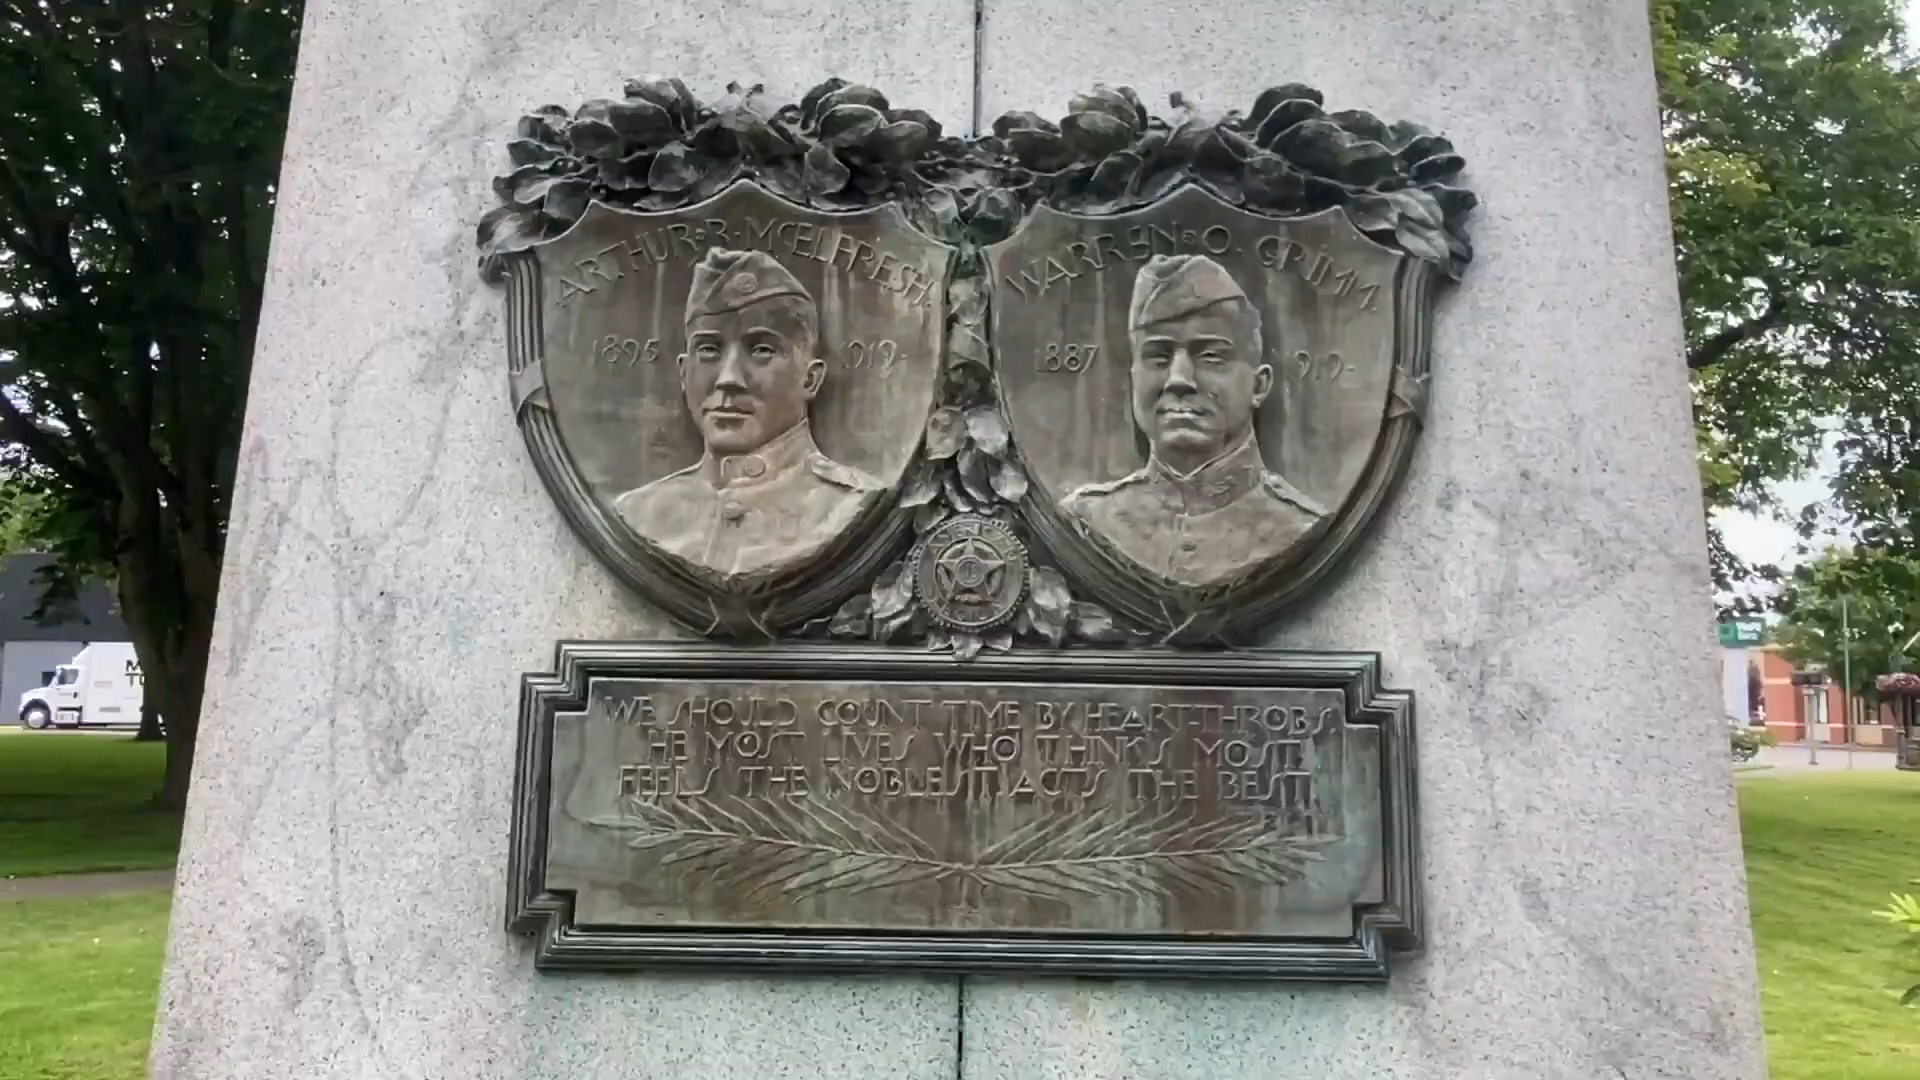 ARTHUR·R·MCELFRESH.
1895 1919-
WARREN·O. GRIMM.
1887 1919-
WE SHOULD COUNT TIME BY HEART-THROBS.
HE MOST LIVES WHO THINKS MOST.
FEELS THE NOBLEST, ACTS THE BEST.